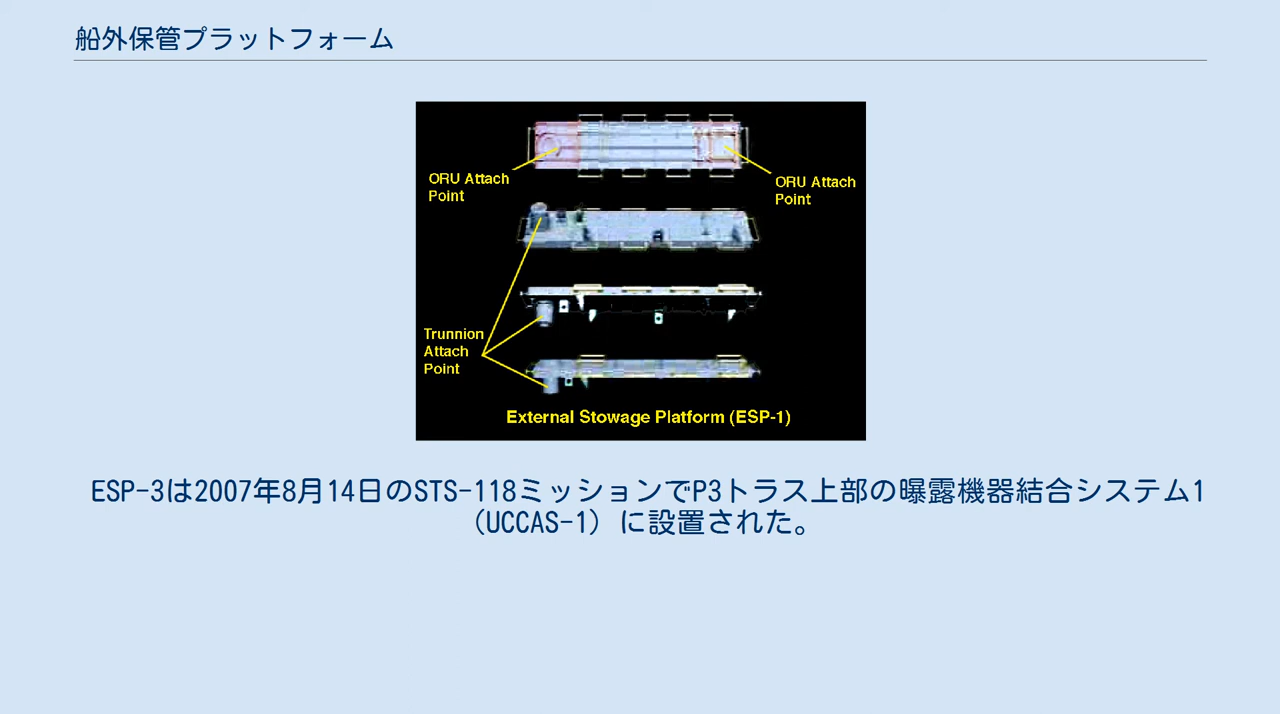 船外保管プラットフォーム
ORU Attach
Point
ORU Attach
Point
Trunnion
Attach
Point
External Stowage Platform (ESP-1)
ESP-3は2007年8月14日のSTS-118ミッションでP3トラス上部の曝露機器結合システム1
（UCCAS-1）に設置された。